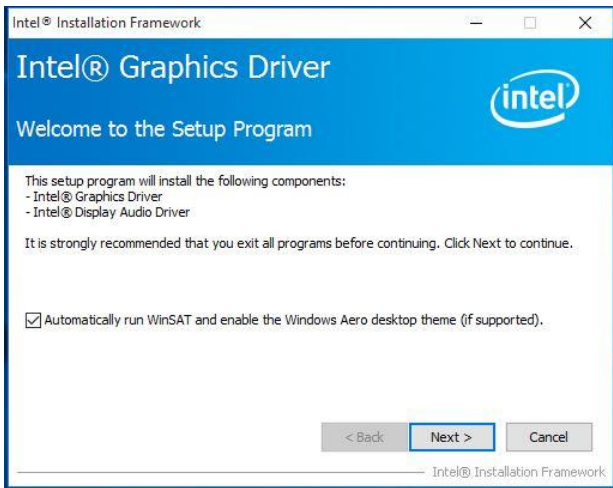 Intel® Installation Framework
Intel® Graphics Driver
intel
Welcome to the Setup Program
This setup program will install the following components:
- Intel® Graphics Driver
- Intel® Display Audio Driver
It is strongly recommended that you exit all programs before continuing. Click Next to continue.
Automatically run WinSAT and enable the Windows Aero desktop theme (if supported).
< Back Next > Cancel
Intel® Installation Framework